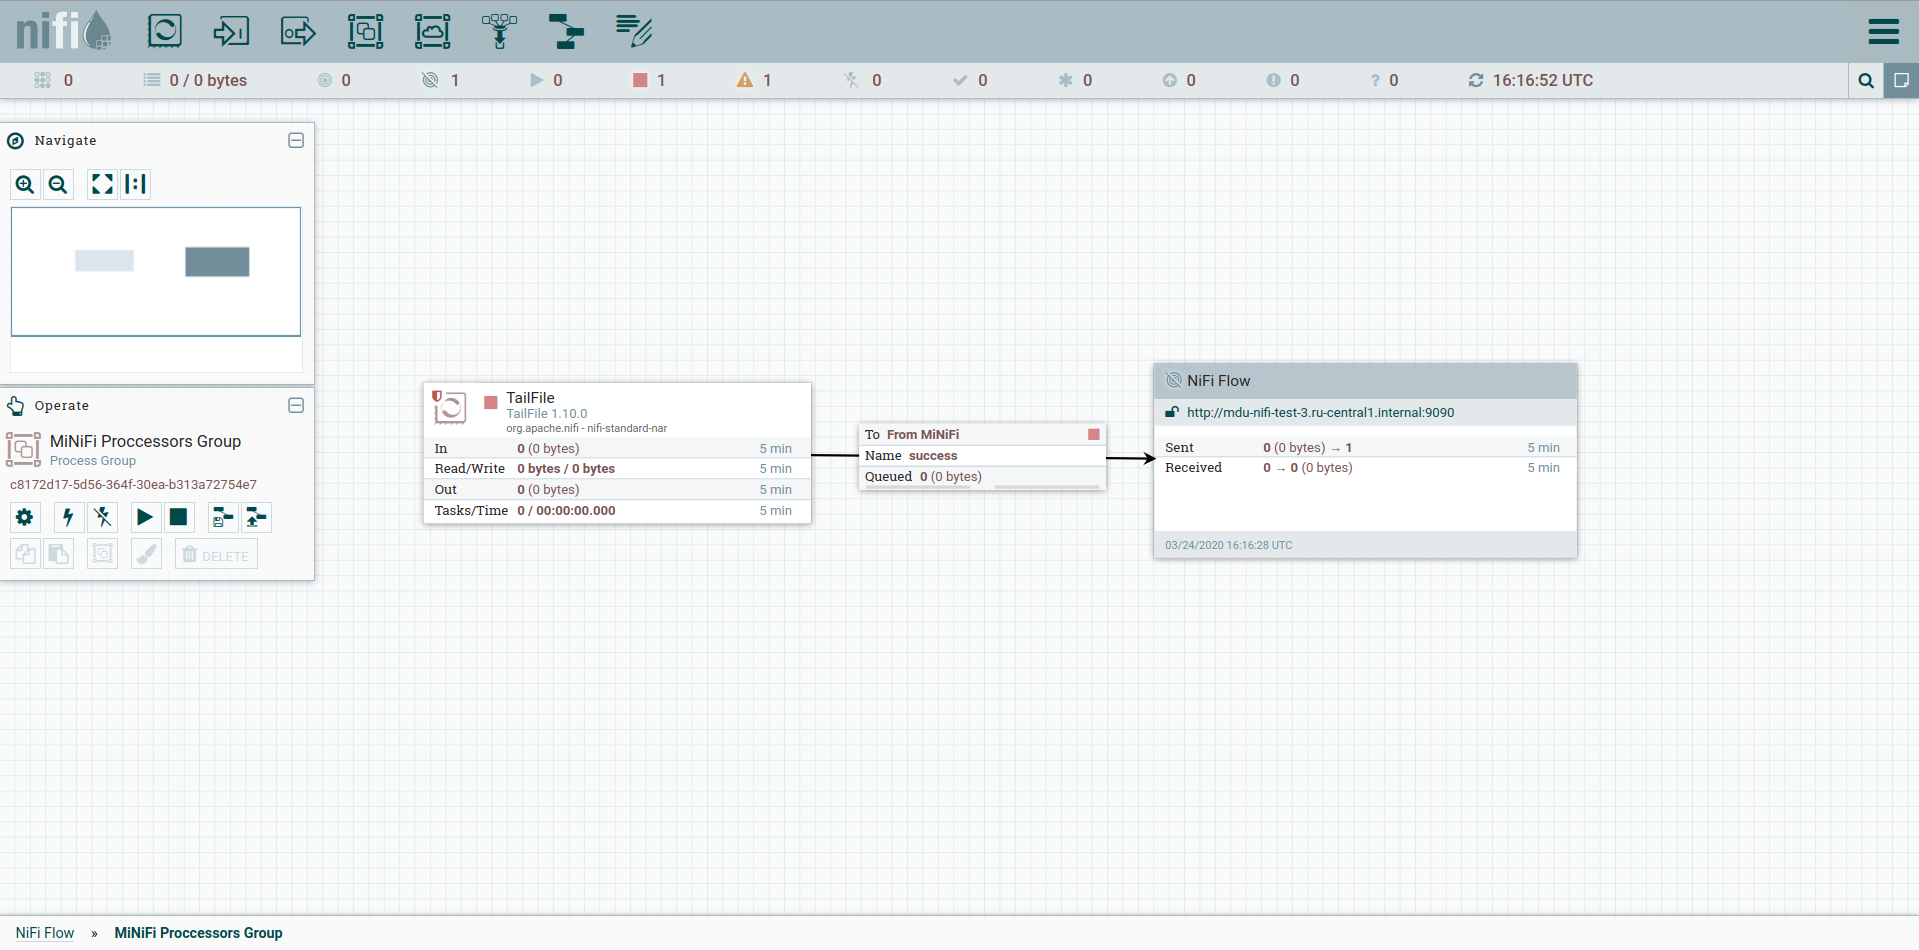 nifi
0
0 / 0 bytes
0
1
0
1
1
0
0
0
0
0
? 0
16:16:52 UTC
Navigate
Operate
MiNiFi Proccessors Group
Process Group
c8172d17-5d56-364f-30ea-b313a72754e7
DELETE
TailFile
TailFile 1.10.0
org.apache.nifi - nifi-standard-nar
In 0 (0 bytes) 5 min
Read/Write 0 bytes / 0 bytes 5 min
Out 0 (0 bytes) 5 min
Tasks/Time 0 / 00:00:00.000 5 min
To From MiNiFi
Name success
Queued 0 (0 bytes)
NiFi Flow
http://mdu-nifi-test-3.ru-central1.internal:9090
Sent 0 (0 bytes) → 1 5 min
Received 0 → 0 (0 bytes) 5 min
03/24/2020 16:16:28 UTC
NiFi Flow » MiNiFi Proccessors Group